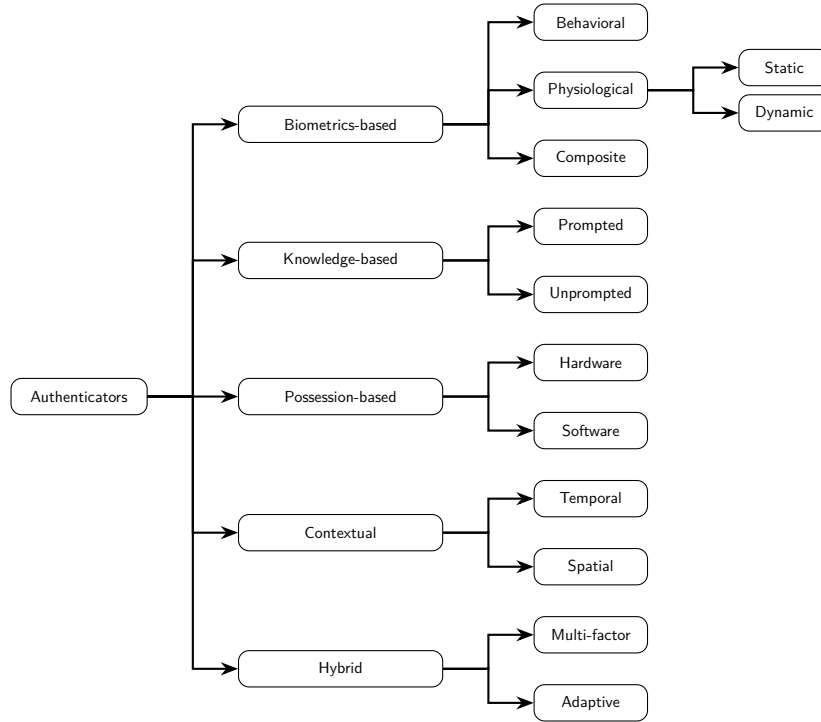 Behavioral
Static
Physiological
Dynamic
Biometrics-based
Composite
Prompted
Knowledge-based
Unprompted
Hardware
Authenticators
Possession-based
Software
Temporal
Contextual
Spatial
Multi-factor
Hybrid
Adaptive